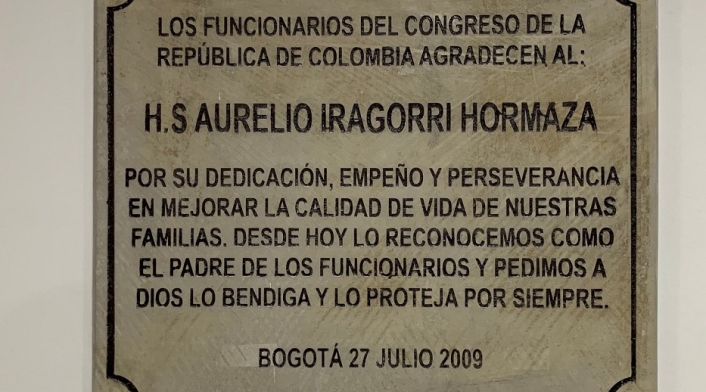 LOS FUNCIONARIOS DEL CONGRESO DE LA
REPÚBLICA DE COLOMBIA AGRADECEN AL:
H.S AURELIO IRAGORRI HORMAZA
POR SU DEDICACIÓN, EMPEÑO Y PERSEVERANCIA
EN MEJORAR LA CALIDAD DE VIDA DE NUESTRAS
FAMILIAS. DESDE HOY LO RECONOCEMOS COMO
EL PADRE DE LOS FUNCIONARIOS Y PEDIMOS A
DIOS LO BENDIGA Y LO PROTEJA POR SIEMPRE.
BOGOTÁ 27 JULIO 2009